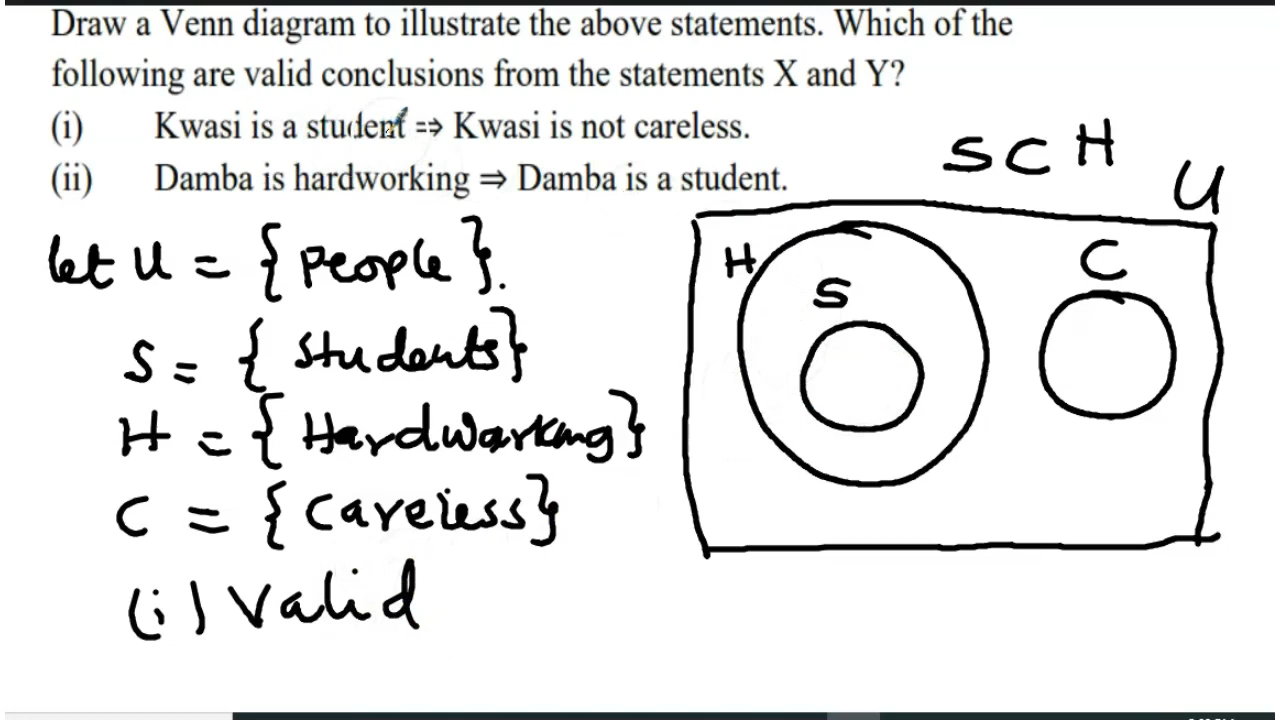 Draw a Venn diagram to illustrate the above statements. Which of the
following are valid conclusions from the statements X and Y?
(i) Kwasi is a student ⇒ Kwasi is not careless.
(ii) Damba is hardworking ⇒ Damba is a student.
S C H
U
let U = {People}.
H
S
C
S = {Students}
H = {Hardworking}
C = {Careless}
(i) Valid